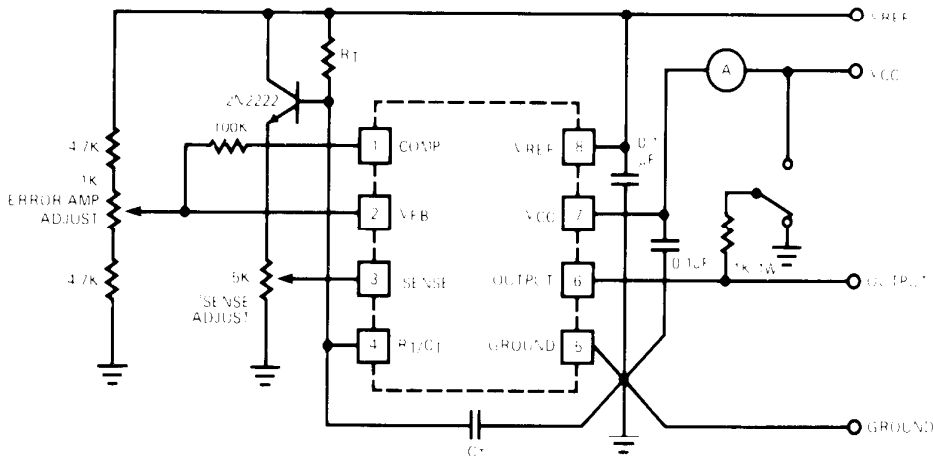 VREF
RT
A
VCC
2N2222
100K
4.7K
1 COMP
VREF 8
0.1
µF
1K
ERROR AMP
ADJUST
2 VFB
VCC 7
4.7K
5K
SENSE
ADJUST
3 ISENSE
OUTPUT 6
0.1µF
1K 1W
OUTPUT
4 RT/CT
GROUND 5
CT
GROUND